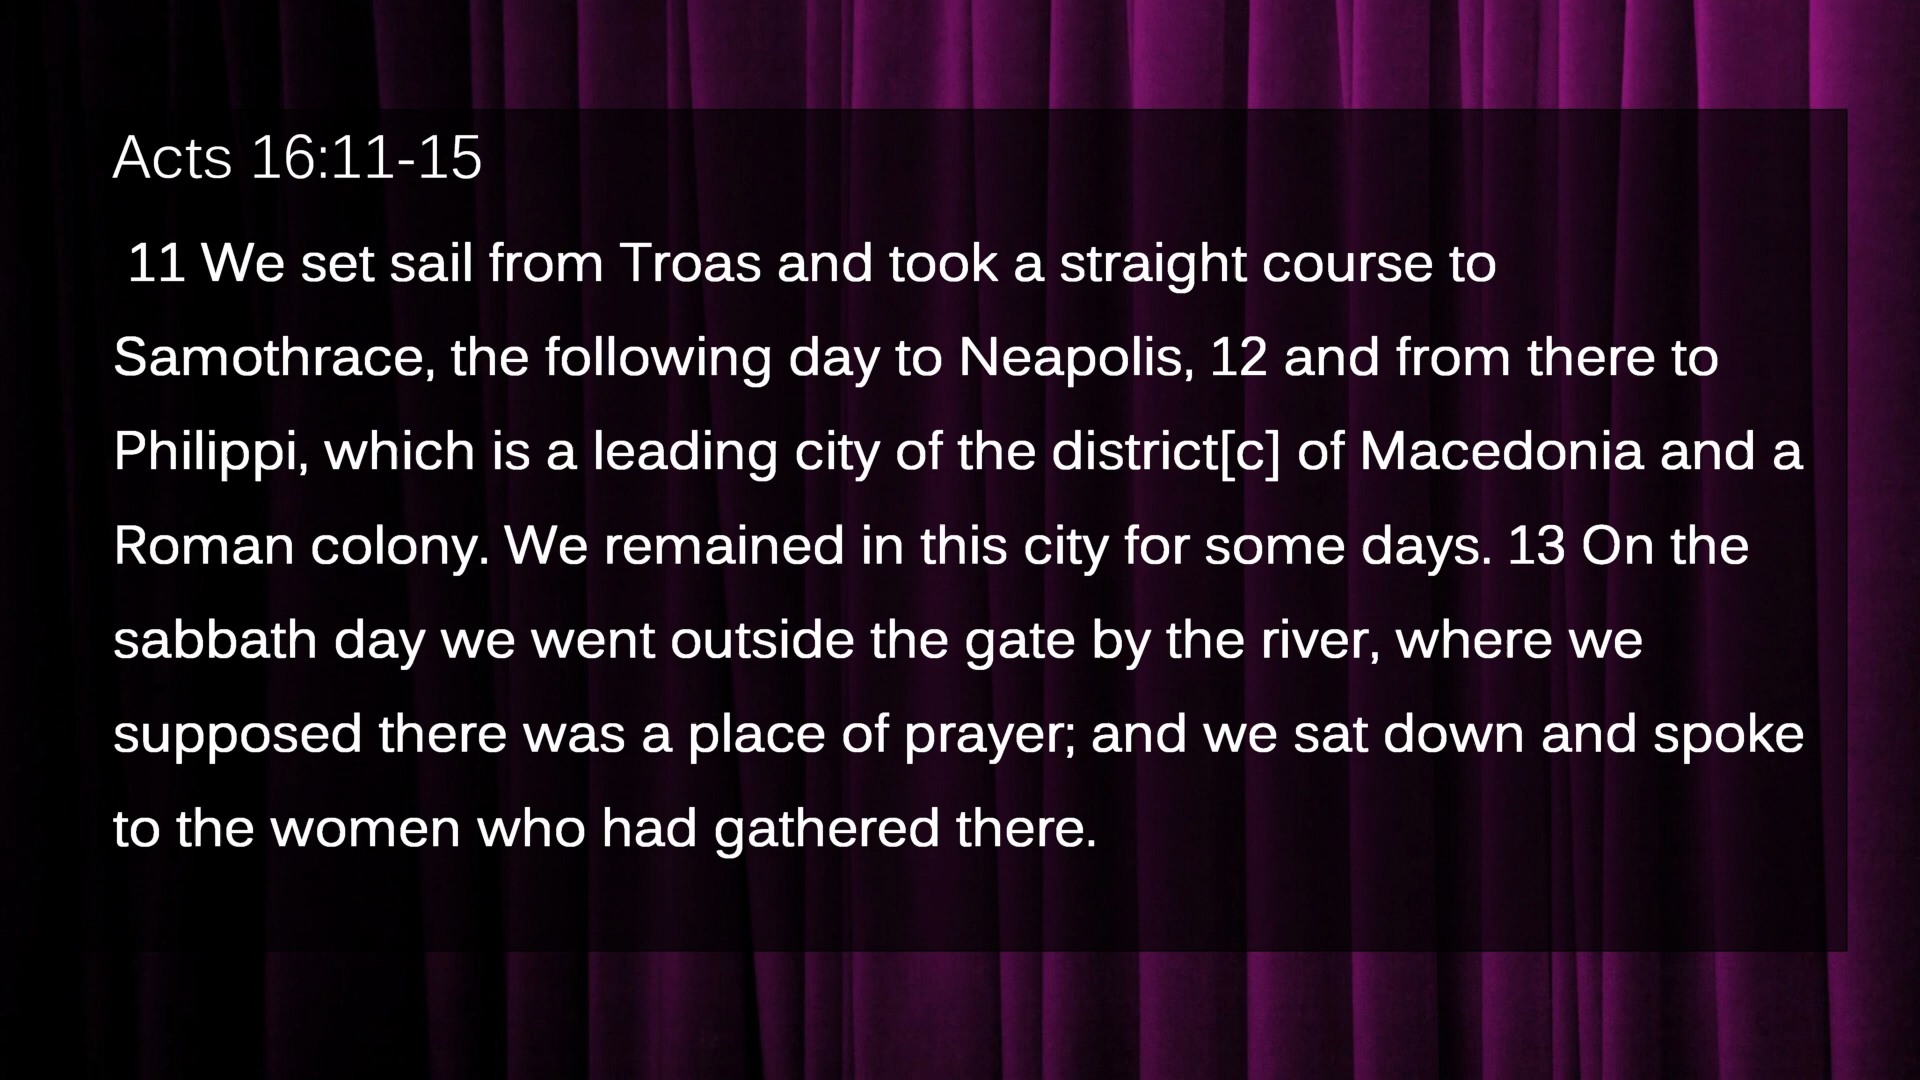 Acts 16:11-15
11 We set sail from Troas and took a straight course to
Samothrace, the following day to Neapolis, 12 and from there to
Philippi, which is a leading city of the district[c] of Macedonia and a
Roman colony. We remained in this city for some days. 13 On the
sabbath day we went outside the gate by the river, where we
supposed there was a place of prayer; and we sat down and spoke
to the women who had gathered there.